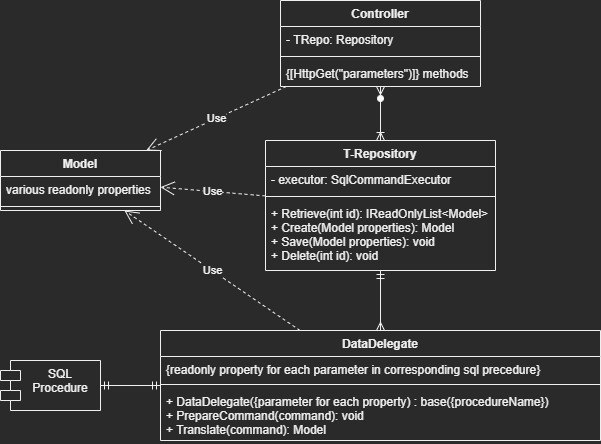 Controller
- TRepo: Repository
{[HttpGet("parameters")]} methods
Use
Model
various readonly properties
T-Repository
- executor: SqlCommandExecutor
Use
+ Retrieve(int id): IReadOnlyList<Model>
+ Create(Model properties): Model
+ Save(Model properties): void
+ Delete(int id): void
Use
DataDelegate
{readonly property for each parameter in corresponding sql precedure}
SQL
Procedure
+ DataDelegate({parameter for each property) : base({procedureName})
+ PrepareCommand(command): void
+ Translate(command): Model